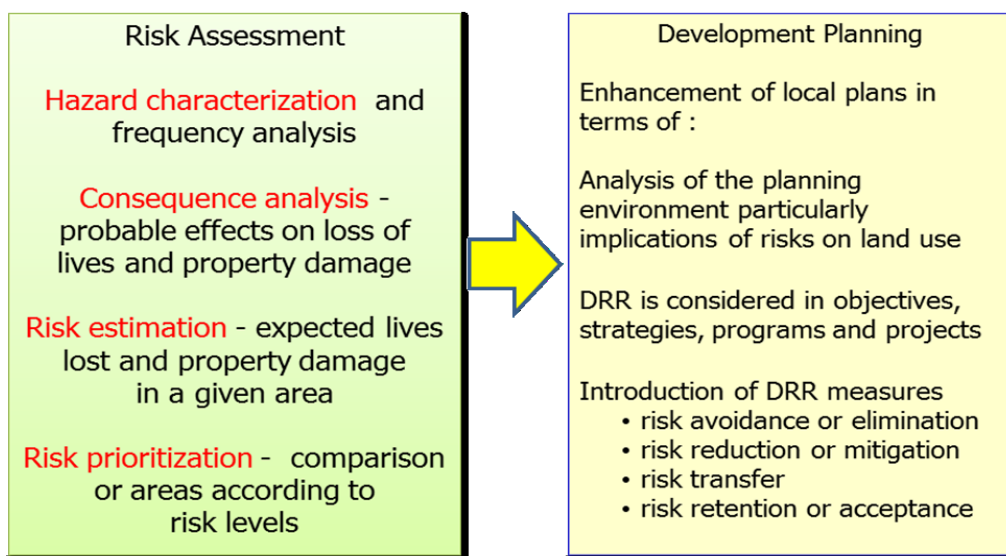 Risk Assessment
Hazard characterization and
frequency analysis
Consequence analysis -
probable effects on loss of
lives and property damage
Risk estimation - expected lives
lost and property damage
in a given area
Risk prioritization - comparison
or areas according to
risk levels
Development Planning
Enhancement of local plans in
terms of :
Analysis of the planning
environment particularly
implications of risks on land use
DRR is considered in objectives,
strategies, programs and projects
Introduction of DRR measures
• risk avoidance or elimination
• risk reduction or mitigation
• risk transfer
• risk retention or acceptance